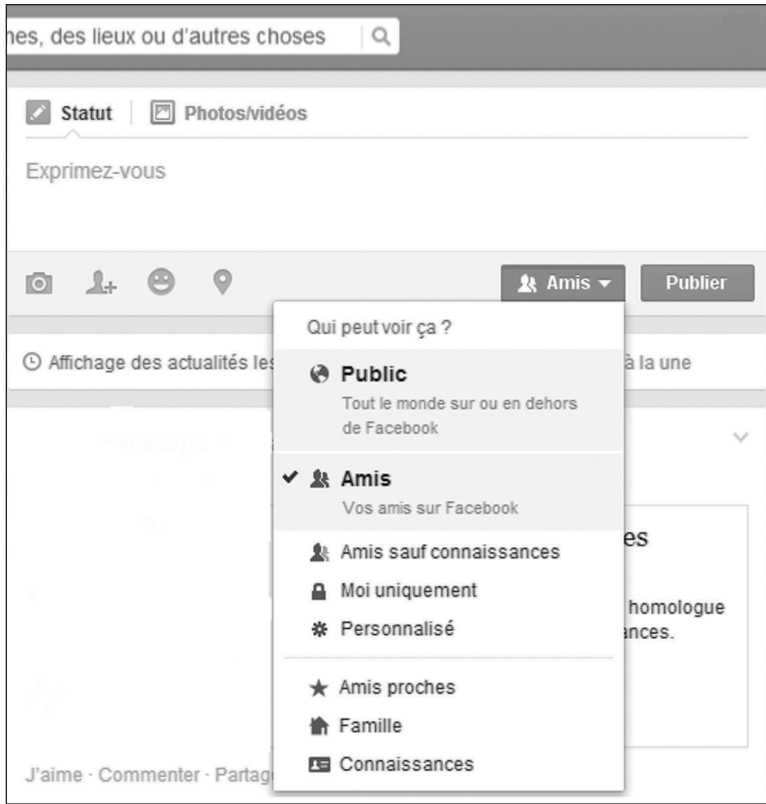 nes, des lieux ou d'autres choses
Statut Photos/vidéos
Exprimez-vous
Amis Publier
Qui peut voir ça ?
Affichage des actualités les à la une
Public
Tout le monde sur ou en dehors
de Facebook
Amis
Vos amis sur Facebook
es
Amis sauf connaissances
Moi uniquement
homologue
Personnalisé
ances.
Amis proches
Famille
Connaissances
J'aime · Commenter · Partag